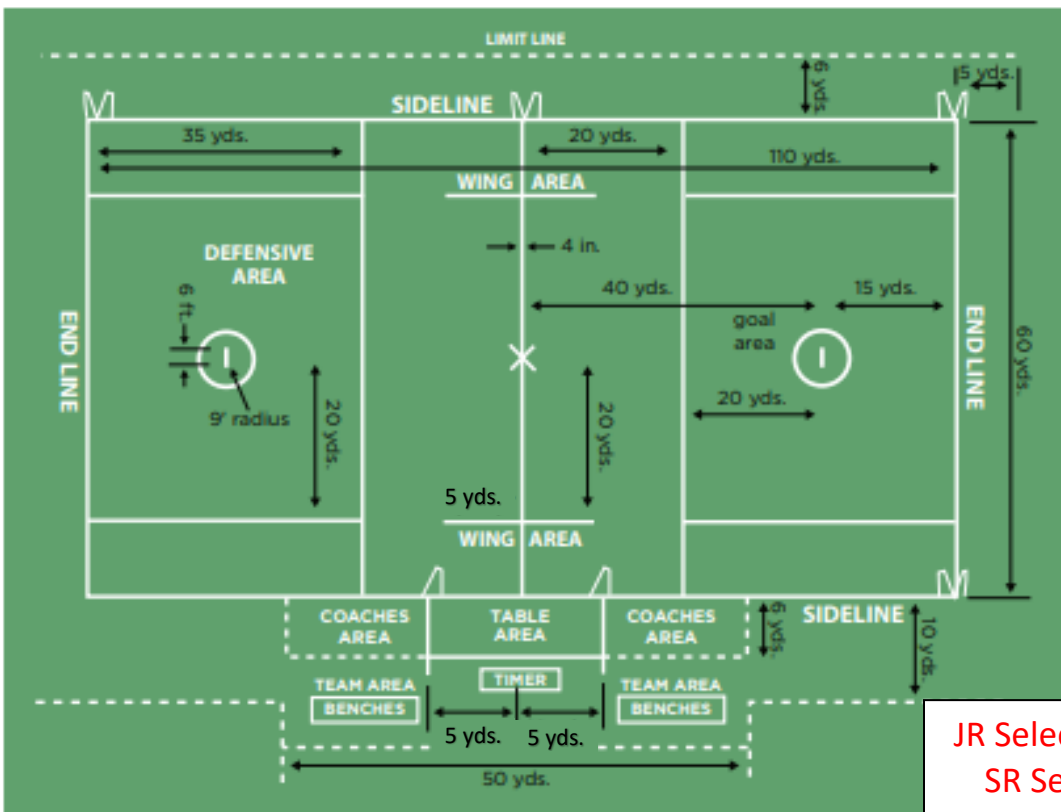 LIMIT LINE
6 yds.
5 yds.
SIDELINE
35 yds.
20 yds.
110 yds.
WING AREA
4 in.
DEFENSIVE
AREA
40 yds.
15 yds.
6 ft.
goal
area
END LINE
END LINE
60 yds.
9' radius
20 yds.
20 yds.
20 yds.
5 yds.
WING AREA
COACHES
AREA
TABLE
AREA
COACHES
AREA
6 yds.
SIDELINE
10 yds.
TIMER
TEAM AREA
BENCHES
TEAM AREA
BENCHES
5 yds.
5 yds.
50 yds.
JR
SR